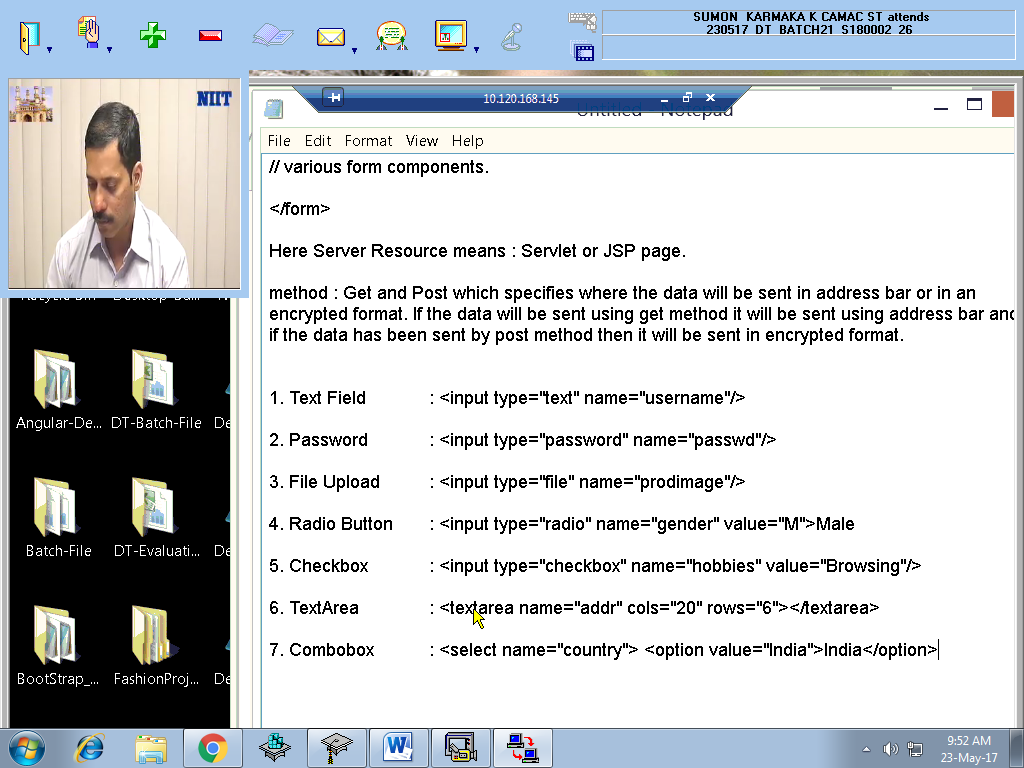 SUMON KARMAKA K CAMAC ST attends
230517_DT_BATCH21_S180002_26
NIIT
10.120.168.145
Untitled - Notepad
File Edit Format View Help
// various form components.
</form>
Here Server Resource means : Servlet or JSP page.
method : Get and Post which specifies where the data will be sent in address bar or in an
encrypted format. If the data will be sent using get method it will be sent using address bar and
if the data has been sent by post method then it will be sent in encrypted format.
1. Text Field : <input type="text" name="username"/>
2. Password : <input type="password" name="passwd"/>
3. File Upload : <input type="file" name="prodimage"/>
4. Radio Button : <input type="radio" name="gender" value="M">Male
5. Checkbox : <input type="checkbox" name="hobbies" value="Browsing"/>
6. TextArea : <textarea name="addr" cols="20" rows="6"></textarea>
7. Combobox : <select name="country"> <option value="India">India</option>
Angular-De... DT-Batch-File De
Batch-File DT-Evaluati... De
BootStrap_... FashionProj... De
9:52 AM
23-May-17